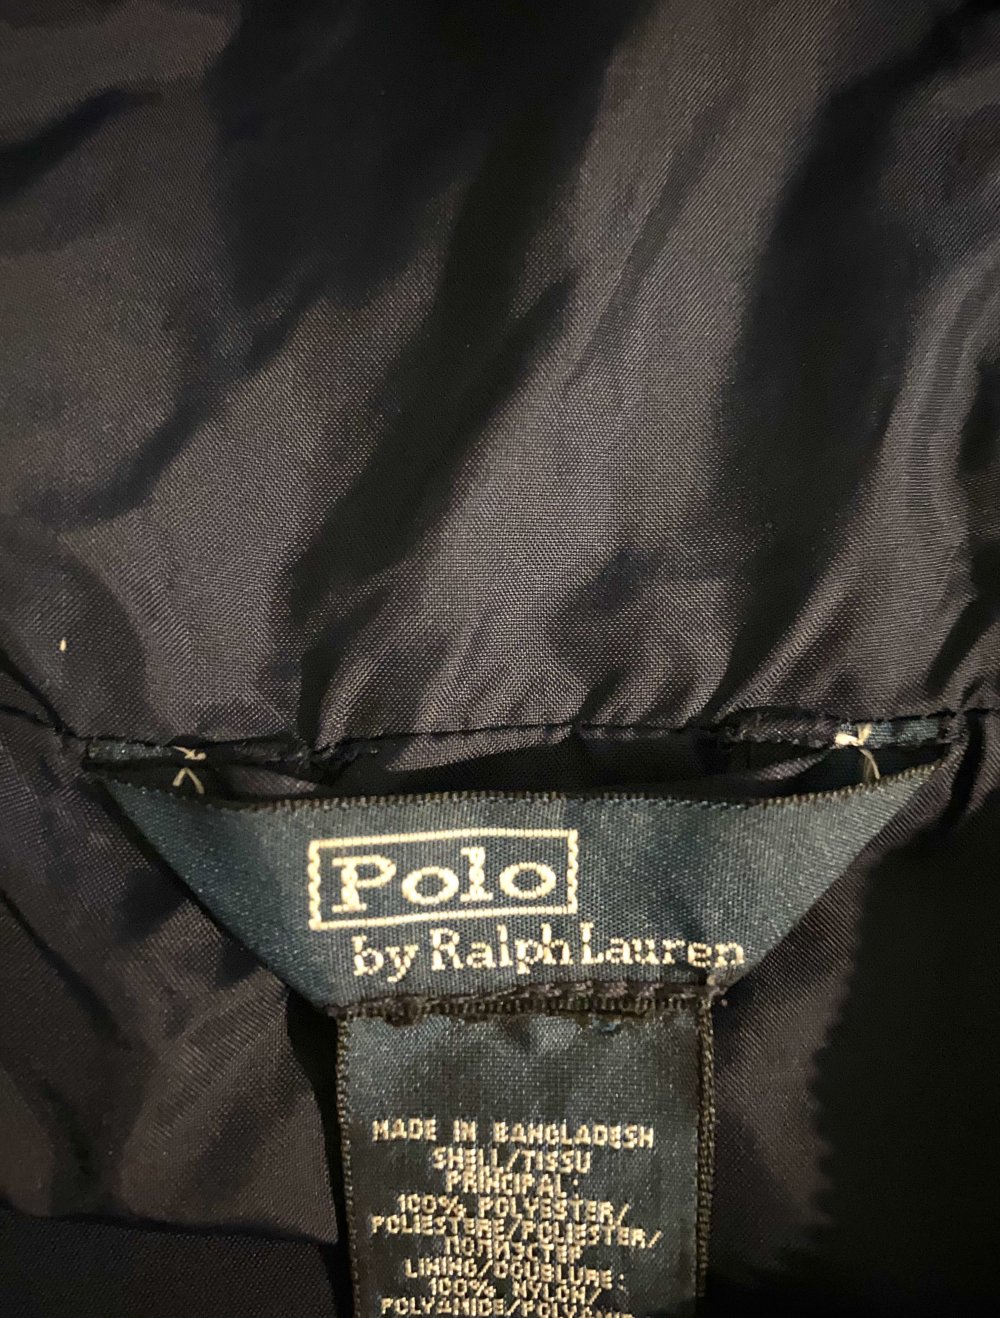 Polo
by Ralph Lauren
MADE IN BANGLADESH
SHELL/TISSU
PRINCIPAL:
100% POLYESTER/
POLIESTERE/POLIESTER/
ПОЛИЭСТЕР
LINING/DOUBLURE:
100% NYLON/
POLYAMIDE/